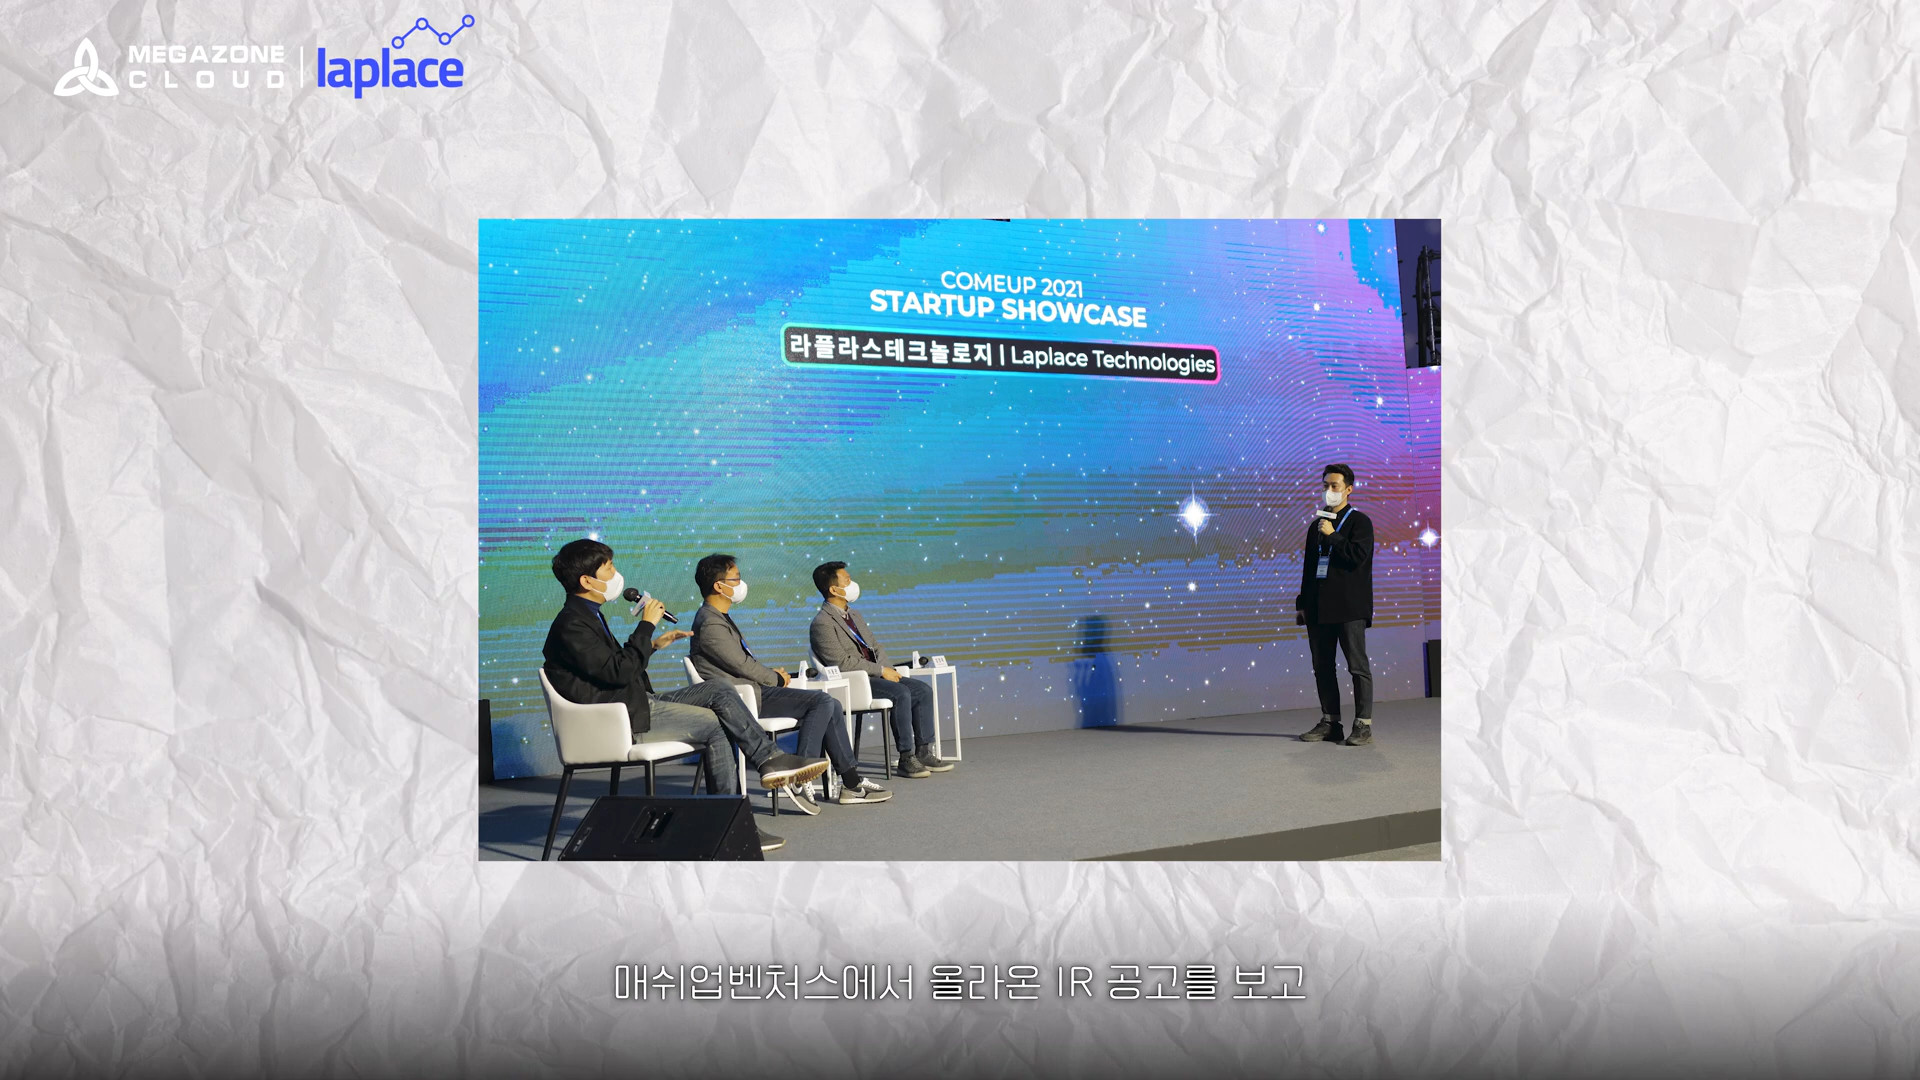 MEGAZONE
CLOUD
laplace
COMEUP 2021
STARTUP SHOWCASE
라플라스테크놀로지 | Laplace Technologies
매쉬업벤처스에서 올라온 IR 공고를 보고